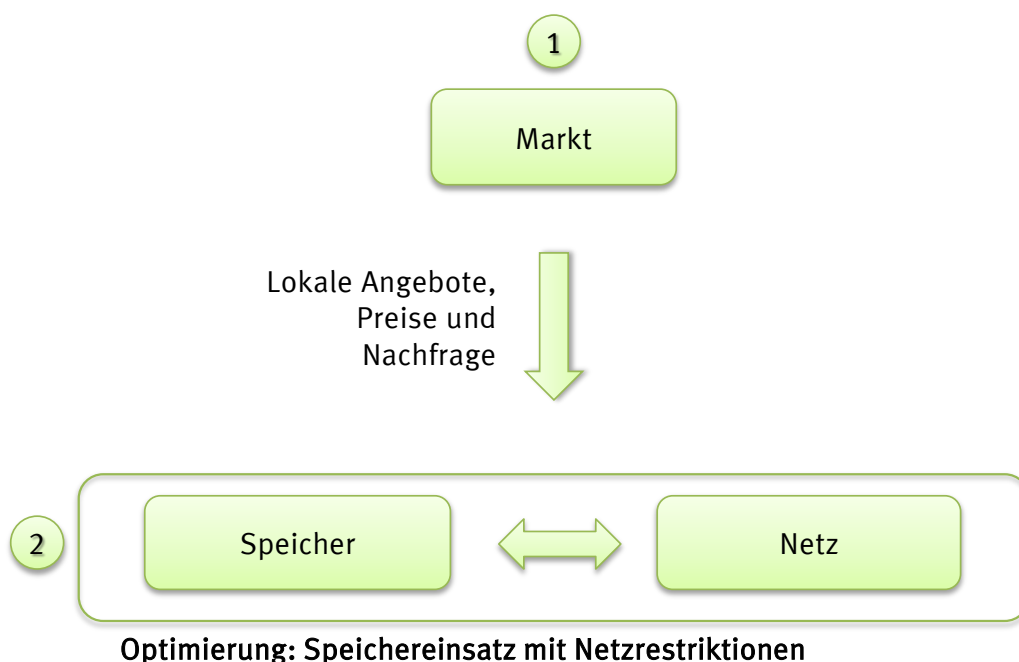 1
Markt
Lokale Angebote,
Preise und
Nachfrage
2
Speicher
Netz
Optimierung: Speichereinsatz mit Netzrestriktionen